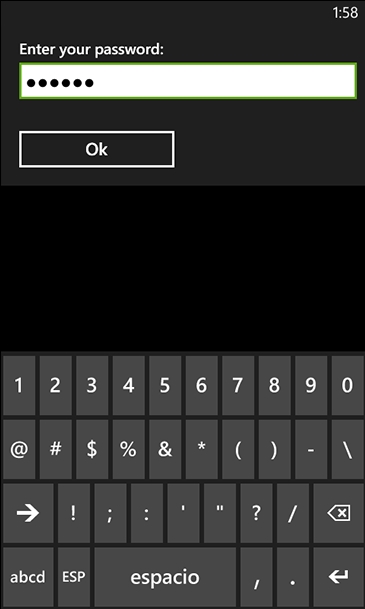 1:58
Enter your password:
••••••
Ok
1 2 3 4 5 6 7 8 9 0
@ # $ % & * ( ) - \
→ ! ; : ' " ? /
abcd ESP espacio , .